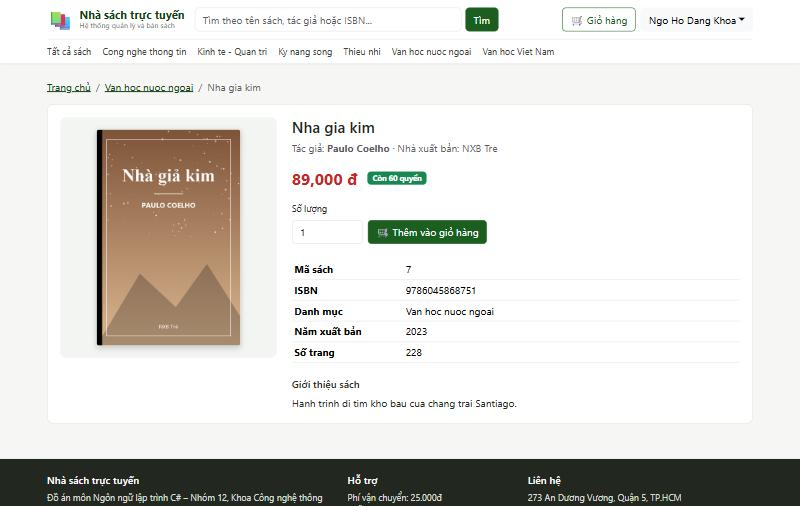 Nhà sách trực tuyến
Hệ thống quản lý và bán sách
Tìm theo tên sách, tác giả hoặc ISBN...
Tìm
Giỏ hàng
Ngo Ho Dang Khoa
Tất cả sách Cong nghe thong tin Kinh te - Quan tri Ky nang song Thieu nhi Van hoc nuoc ngoai Van hoc Viet Nam
Trang chủ / Van hoc nuoc ngoai / Nha gia kim
Nhà giả kim
PAULO COELHO
NXB Trẻ
Nha gia kim
Tác giả: Paulo Coelho · Nhà xuất bản: NXB Tre
89,000 đ Còn 60 quyển
Số lượng
1 Thêm vào giỏ hàng
Mã sách 7
ISBN 9786045868751
Danh mục Van hoc nuoc ngoai
Năm xuất bản 2023
Số trang 228
Giới thiệu sách
Hanh trinh di tim kho bau cua chang trai Santiago.
Nhà sách trực tuyến
Đồ án môn Ngôn ngữ lập trình C# – Nhóm 12, Khoa Công nghệ thông
Hỗ trợ
Phí vận chuyển: 25.000đ
Liên hệ
273 An Dương Vương, Quận 5, TP.HCM